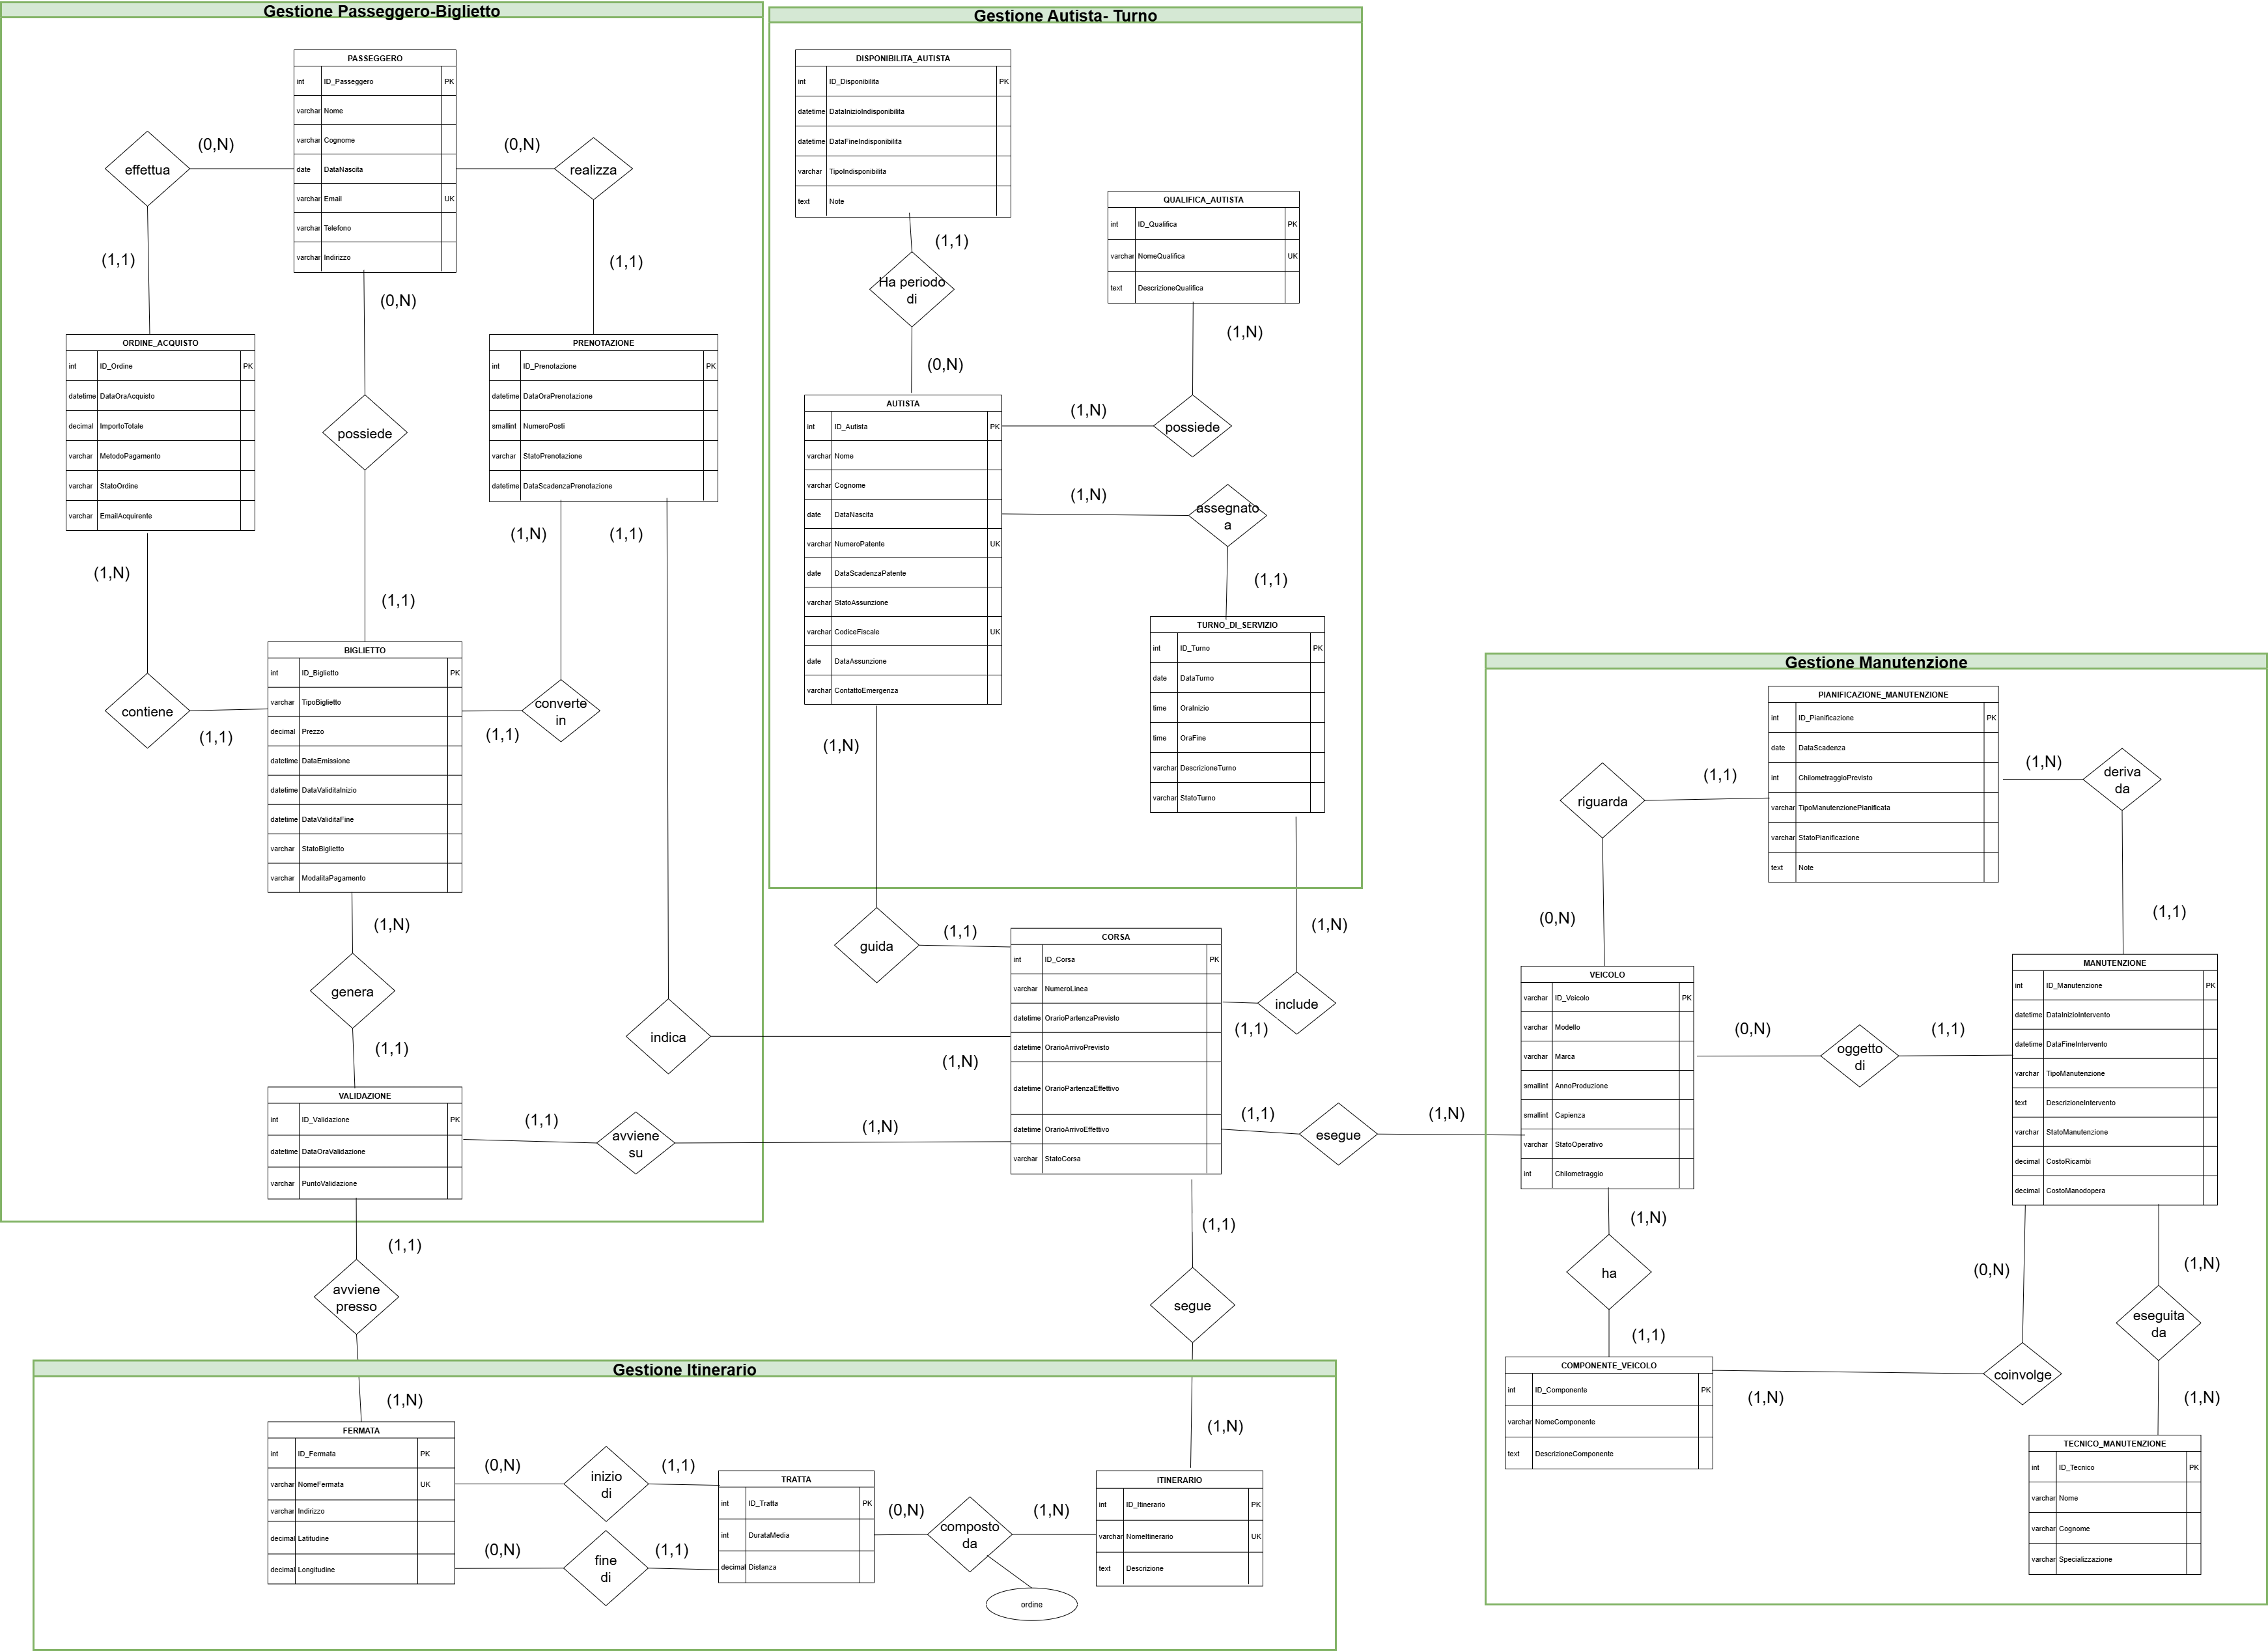 Gestione Passeggero-Biglietto
PASSEGGERO
int ID_Passeggero PK
varchar Nome
varchar Cognome
date DataNascita
varchar Email UK
varchar Telefono
varchar Indirizzo
effettua
(0,N)
(0,N)
realizza
(1,1)
(1,1)
(0,N)
ORDINE_ACQUISTO
int ID_Ordine PK
datetime DataOraAcquisto
decimal ImportoTotale
varchar MetodoPagamento
varchar StatoOrdine
varchar EmailAcquirente
possiede
PRENOTAZIONE
int ID_Prenotazione PK
datetime DataOraPrenotazione
smallint NumeroPosti
varchar StatoPrenotazione
datetime DataScadenzaPrenotazione
(1,N)
(1,1)
(1,N)
(1,1)
BIGLIETTO
int ID_Biglietto PK
varchar TipoBiglietto
decimal Prezzo
datetime DataEmissione
datetime DataValiditaInizio
datetime DataValiditaFine
varchar StatoBiglietto
varchar ModalitaPagamento
contiene
(1,1)
(1,1)
converte
in
(1,N)
genera
(1,1)
indica
(1,N)
VALIDAZIONE
int ID_Validazione PK
datetime DataOraValidazione
varchar PuntoValidazione
(1,1)
avviene
su
(1,N)
(1,1)
avviene
presso
Gestione Autista- Turno
DISPONIBILITA_AUTISTA
int ID_Disponibilita PK
datetime DataInizioIndisponibilita
datetime DataFineIndisponibilita
varchar TipoIndisponibilita
text Note
(1,1)
Ha periodo
di
(0,N)
QUALIFICA_AUTISTA
int ID_Qualifica PK
varchar NomeQualifica UK
text DescrizioneQualifica
(1,N)
AUTISTA
int ID_Autista PK
varchar Nome
varchar Cognome
date DataNascita
varchar NumeroPatente UK
date DataScadenzaPatente
varchar StatoAssunzione
varchar CodiceFiscale UK
date DataAssunzione
varchar ContattoEmergenza
(1,N)
possiede
(1,N)
assegnato
a
(1,1)
TURNO_DI_SERVIZIO
int ID_Turno PK
date DataTurno
time OraInizio
time OraFine
varchar DescrizioneTurno
varchar StatoTurno
(1,N)
guida
(1,1)
(1,N)
include
(1,1)
CORSA
int ID_Corsa PK
varchar NumeroLinea
datetime OrarioPartenzaPrevisto
datetime OrarioArrivoPrevisto
datetime OrarioPartenzaEffettivo
datetime OrarioArrivoEffettivo
varchar StatoCorsa
(1,1)
esegue
(1,N)
(1,1)
segue
Gestione Manutenzione
PIANIFICAZIONE_MANUTENZIONE
int ID_Pianificazione PK
date DataScadenza
int ChilometraggioPrevisto
varchar TipoManutenzionePianificata
varchar StatoPianificazione
text Note
riguarda
(1,1)
(1,N)
deriva
da
(0,N)
(1,1)
VEICOLO
varchar ID_Veicolo PK
varchar Modello
varchar Marca
smallint AnnoProduzione
smallint Capienza
varchar StatoOperativo
int Chilometraggio
(0,N)
oggetto
di
(1,1)
MANUTENZIONE
int ID_Manutenzione PK
datetime DataInizioIntervento
datetime DataFineIntervento
varchar TipoManutenzione
text DescrizioneIntervento
varchar StatoManutenzione
decimal CostoRicambi
decimal CostoManodopera
(1,N)
ha
(1,1)
(0,N)
(1,N)
eseguita
da
COMPONENTE_VEICOLO
int ID_Componente PK
varchar NomeComponente
text DescrizioneComponente
(1,N)
coinvolge
(1,N)
TECNICO_MANUTENZIONE
int ID_Tecnico PK
varchar Nome
varchar Cognome
varchar Specializzazione
Gestione Itinerario
(1,N)
(1,N)
FERMATA
int ID_Fermata PK
varchar NomeFermata UK
varchar Indirizzo
decimal Latitudine
decimal Longitudine
(0,N)
inizio
di
(1,1)
(0,N)
fine
di
(1,1)
TRATTA
int ID_Tratta PK
int DurataMedia
decimal Distanza
(0,N)
composto
da
(1,N)
ordine
ITINERARIO
int ID_Itinerario PK
varchar NomeItinerario UK
text Descrizione